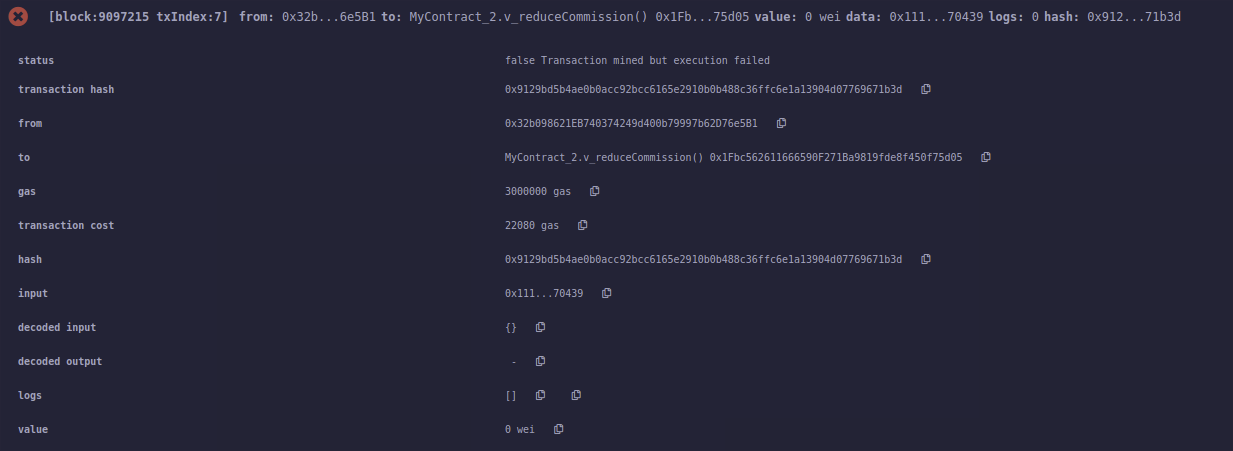 [block:9097215 txIndex:7] from: 0x32b...6e5B1 to: MyContract_2.v_reduceCommission() 0x1Fb...75d05 value: 0 wei data: 0x111...70439 logs: 0 hash: 0x912...71b3d
status false Transaction mined but execution failed
transaction hash 0x9129bd5b4ae0b0acc92bcc6165e2910b0b488c36ffc6e1a13904d07769671b3d
from 0x32b098621EB740374249d400b79997b62D76e5B1
to MyContract_2.v_reduceCommission() 0x1Fbc562611666590F271Ba9819fde8f450f75d05
gas 3000000 gas
transaction cost 22080 gas
hash 0x9129bd5b4ae0b0acc92bcc6165e2910b0b488c36ffc6e1a13904d07769671b3d
input 0x111...70439
decoded input {}
decoded output -
logs []
value 0 wei